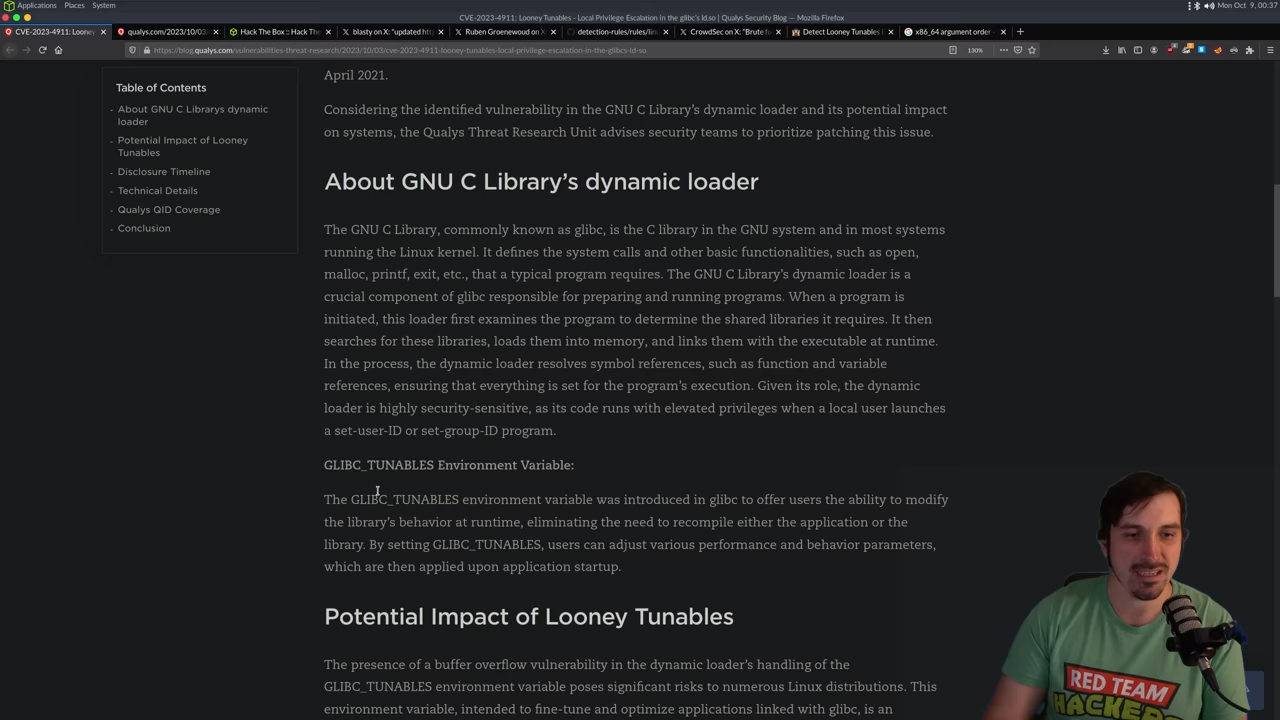 Applications Places System
Mon Oct 9, 00:37
CVE-2023-4911: Looney Tunables - Local Privilege Escalation in the glibc's ld.so | Qualys Security Blog — Mozilla Firefox
CVE-2023-4911: Looney
qualys.com/2023/10/03/
Hack The Box :: Hack The
blasty on X: "updated
Ruben Groenewoud on X
detection-rules/rules/lin
CrowdSec on X: "Brute f
Detect Looney Tunables
x86_64 argument order
https://blog.qualys.com/vulnerabilities-threat-research/2023/10/03/cve-2023-4911-looney-tunables-local-privilege-escalation-in-the-glibcs-ld-so
130%
Table of Contents
- About GNU C Librarys dynamic
loader
- Potential Impact of Looney
Tunables
- Disclosure Timeline
- Technical Details
- Qualys QID Coverage
- Conclusion
April 2021.
Considering the identified vulnerability in the GNU C Library's dynamic loader and its potential impact
on systems, the Qualys Threat Research Unit advises security teams to prioritize patching this issue.
About GNU C Library's dynamic loader
The GNU C Library, commonly known as glibc, is the C library in the GNU system and in most systems
running the Linux kernel. It defines the system calls and other basic functionalities, such as open,
malloc, printf, exit, etc., that a typical program requires. The GNU C Library's dynamic loader is a
crucial component of glibc responsible for preparing and running programs. When a program is
initiated, this loader first examines the program to determine the shared libraries it requires. It then
searches for these libraries, loads them into memory, and links them with the executable at runtime.
In the process, the dynamic loader resolves symbol references, such as function and variable
references, ensuring that everything is set for the program's execution. Given its role, the dynamic
loader is highly security-sensitive, as its code runs with elevated privileges when a local user launches
a set-user-ID or set-group-ID program.
GLIBC_TUNABLES Environment Variable:
The GLIBC_TUNABLES environment variable was introduced in glibc to offer users the ability to modify
the library's behavior at runtime, eliminating the need to recompile either the application or the
library. By setting GLIBC_TUNABLES, users can adjust various performance and behavior parameters,
which are then applied upon application startup.
Potential Impact of Looney Tunables
The presence of a buffer overflow vulnerability in the dynamic loader's handling of the
GLIBC_TUNABLES environment variable poses significant risks to numerous Linux distributions. This
environment variable, intended to fine-tune and optimize applications linked with glibc, is an
RED TEAM
HACKERS